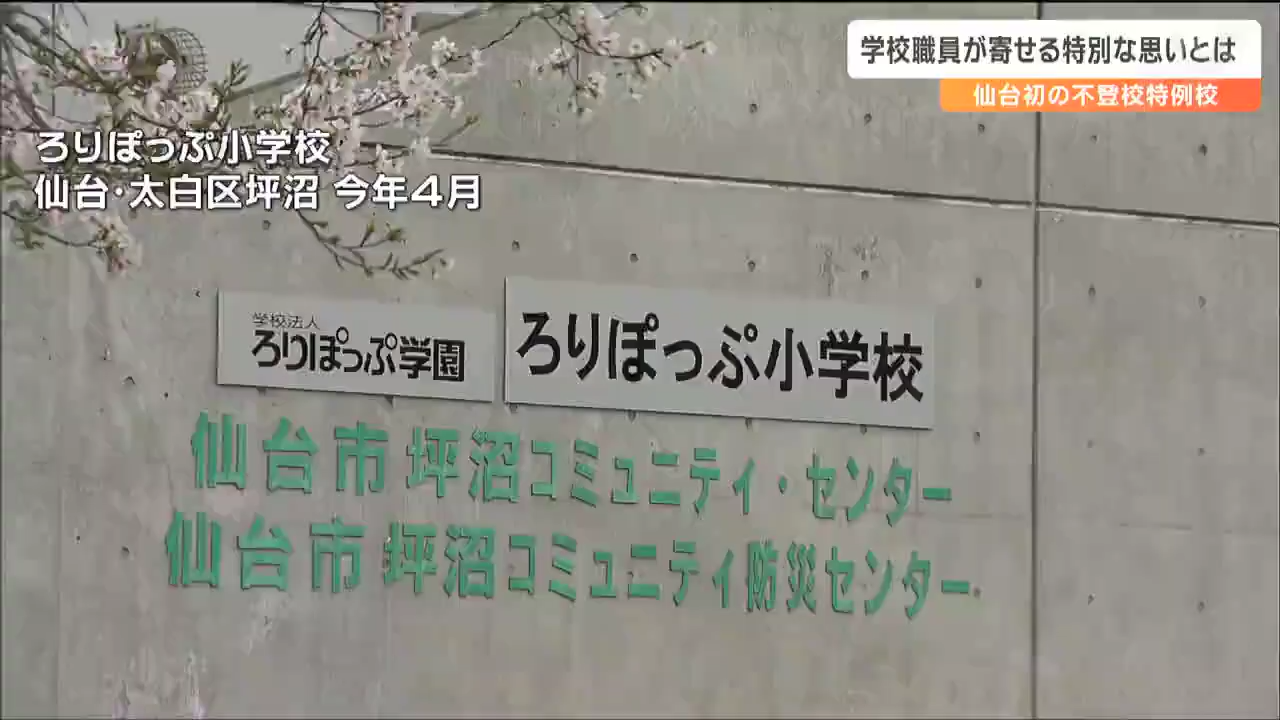 学校職員が寄せる特別な思いとは
仙台初の不登校特例校
ろりぽっぷ小学校
仙台・太白区坪沼 今年4月
学校法人
ろりぽっぷ学園
ろりぽっぷ小学校
仙台市坪沼コミュニティ・センター
仙台市坪沼コミュニティ防災センター